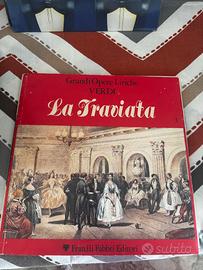 Grandi Opere Liriche
VERDI
La Traviata
Fratelli Fabbri Editori
subito